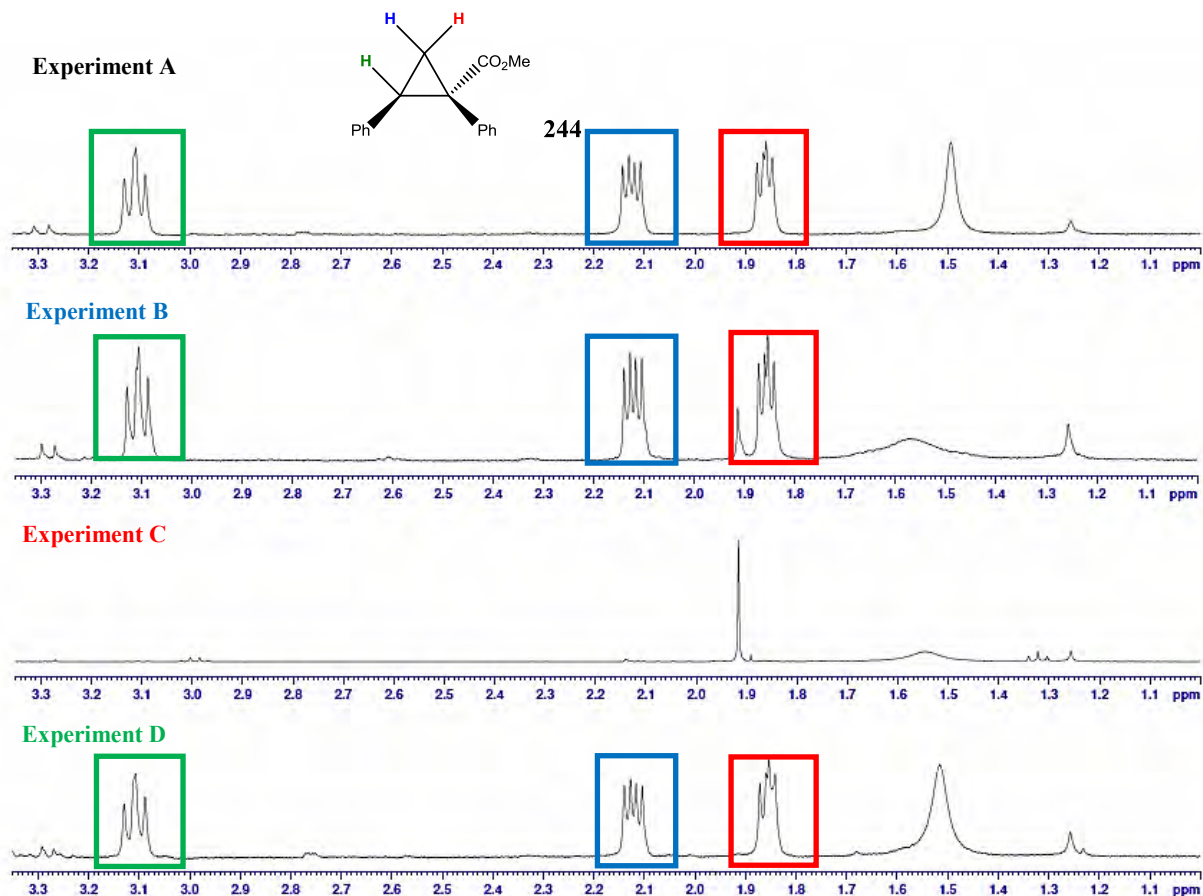 H H
Experiment A
CO2Me
H
Ph Ph
244
3.3 3.2 3.1 3.0 2.9 2.8 2.7 2.6 2.5 2.4 2.3 2.2 2.1 2.0 1.9 1.8 1.7 1.6 1.5 1.4 1.3 1.2 1.1 ppm
Experiment B
3.3 3.2 3.1 3.0 2.9 2.8 2.7 2.6 2.5 2.4 2.3 2.2 2.1 2.0 1.9 1.8 1.7 1.6 1.5 1.4 1.3 1.2 1.1 ppm
Experiment C
3.3 3.2 3.1 3.0 2.9 2.8 2.7 2.6 2.5 2.4 2.3 2.2 2.1 2.0 1.9 1.8 1.7 1.6 1.5 1.4 1.3 1.2 1.1 ppm
Experiment D
3.3 3.2 3.1 3.0 2.9 2.8 2.7 2.6 2.5 2.4 2.3 2.2 2.1 2.0 1.9 1.8 1.7 1.6 1.5 1.4 1.3 1.2 1.1 ppm